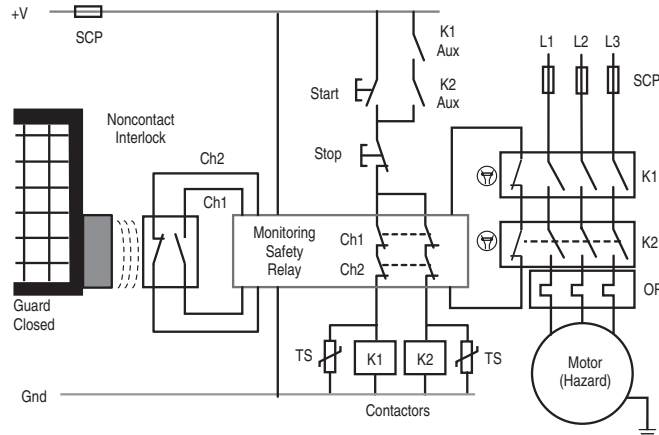 +V
SCP
K1
Aux
K2
Aux
Start
Stop
L1 L2 L3
SCP
Noncontact
Interlock
Ch2
Ch1
Monitoring
Safety
Relay
Ch1
Ch2
K1
K2
Guard
Closed
TS
K1
K2
TS
Motor
(Hazard)
Gnd
Contactors